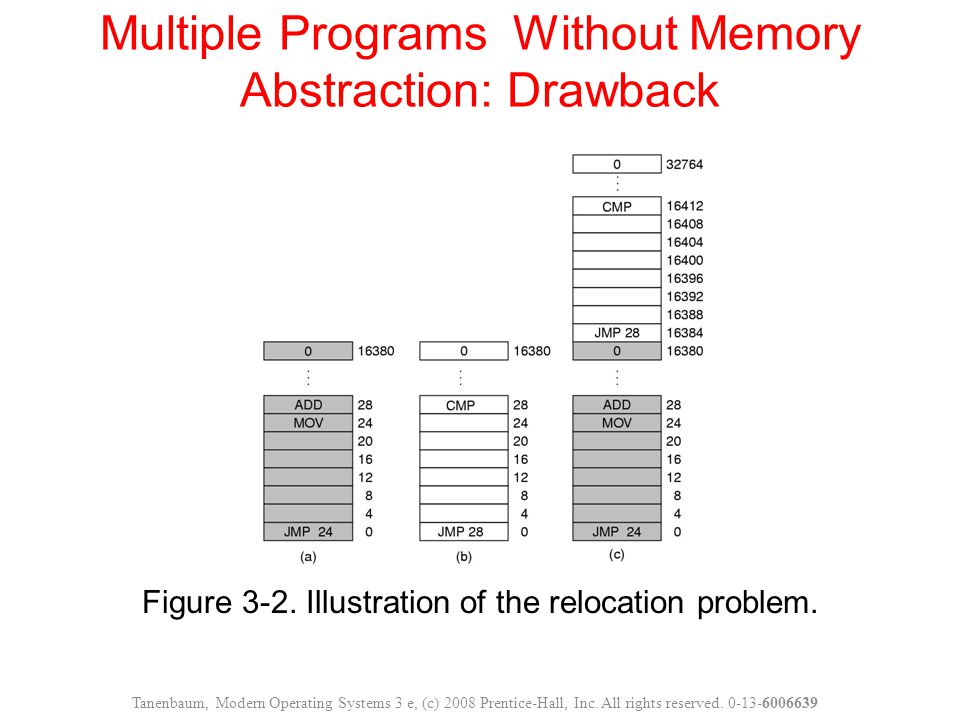 Multiple Programs Without Memory
Abstraction: Drawback
0 32764
CMP 16412
16408
16404
16400
16396
16392
16388
JMP 28 16384
0 16380 0 16380 0 16380
ADD 28 CMP 28 ADD 28
MOV 24 24 MOV 24
20 20 20
16 16 16
12 12 12
8 8 8
4 4 4
JMP 24 0 JMP 28 0 JMP 24 0
(a) (b) (c)
Figure 3-2. Illustration of the relocation problem.
Tanenbaum, Modern Operating Systems 3 e, (c) 2008 Prentice-Hall, Inc. All rights reserved. 0-13-6006639